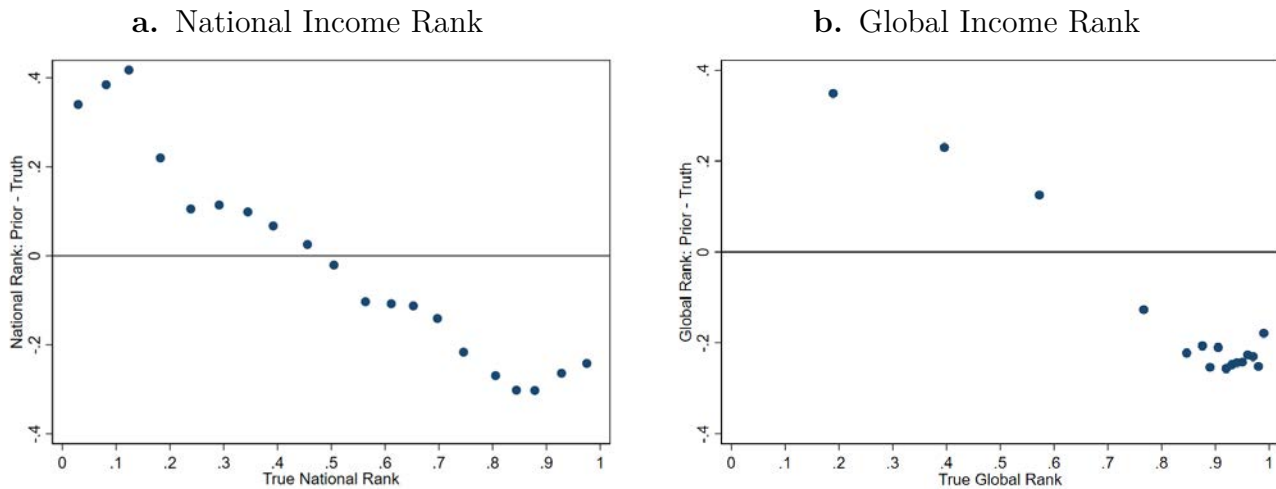 a. National Income Rank
National Rank: Prior - Truth
.4
.2
0
-.2
-.4
0 .1 .2 .3 .4 .5 .6 .7 .8 .9 1
True National Rank
b. Global Income Rank
Global Rank: Prior - Truth
.4
.2
0
-.2
-.4
0 .1 .2 .3 .4 .5 .6 .7 .8 .9 1
True Global Rank